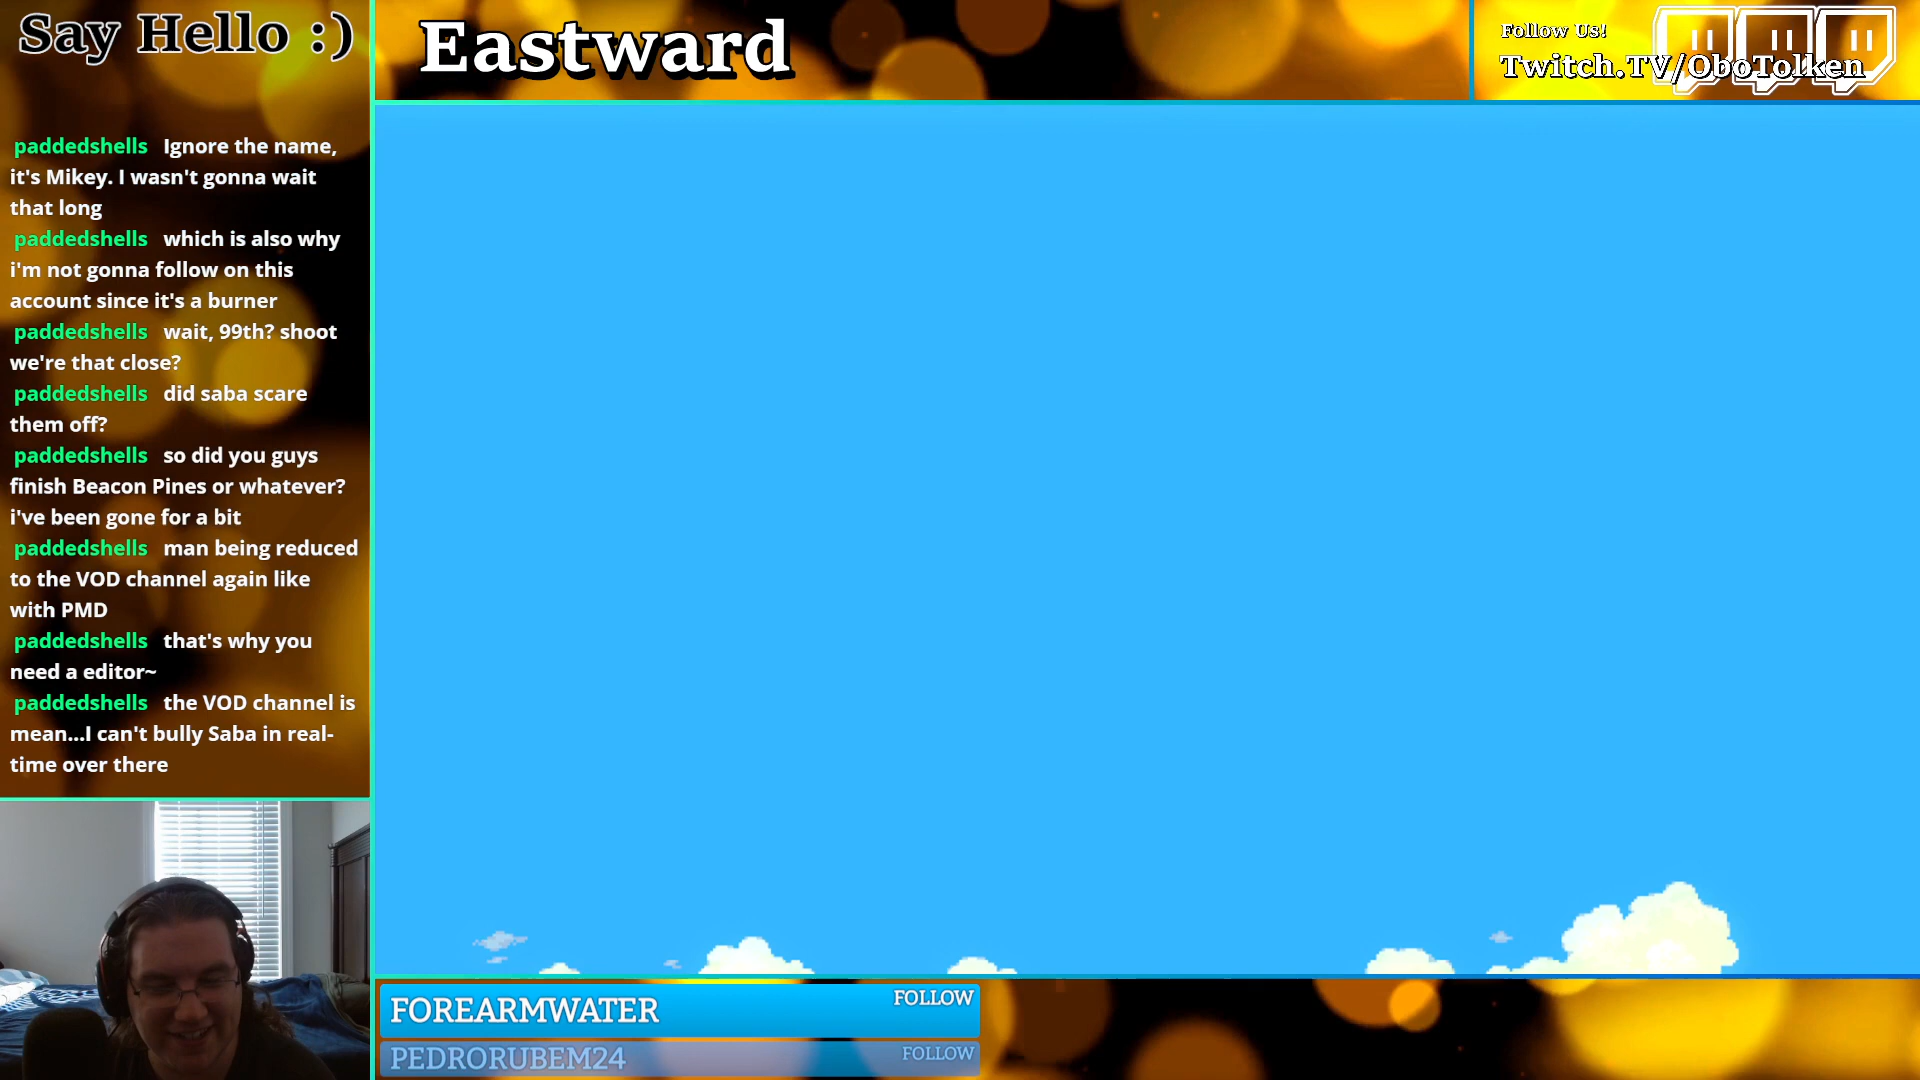 Say Hello :)
Eastward
Follow Us!
Twitch.TV/OboTolken
paddedshells Ignore the name,
it's Mikey. I wasn't gonna wait
that long
paddedshells which is also why
i'm not gonna follow on this
account since it's a burner
paddedshells wait, 99th? shoot
we're that close?
paddedshells did saba scare
them off?
paddedshells so did you guys
finish Beacon Pines or whatever?
i've been gone for a bit
paddedshells man being reduced
to the VOD channel again like
with PMD
paddedshells that's why you
need a editor~
paddedshells the VOD channel is
mean...I can't bully Saba in real-
time over there
FOREARMWATER FOLLOW
PEDRORUBEM24 FOLLOW